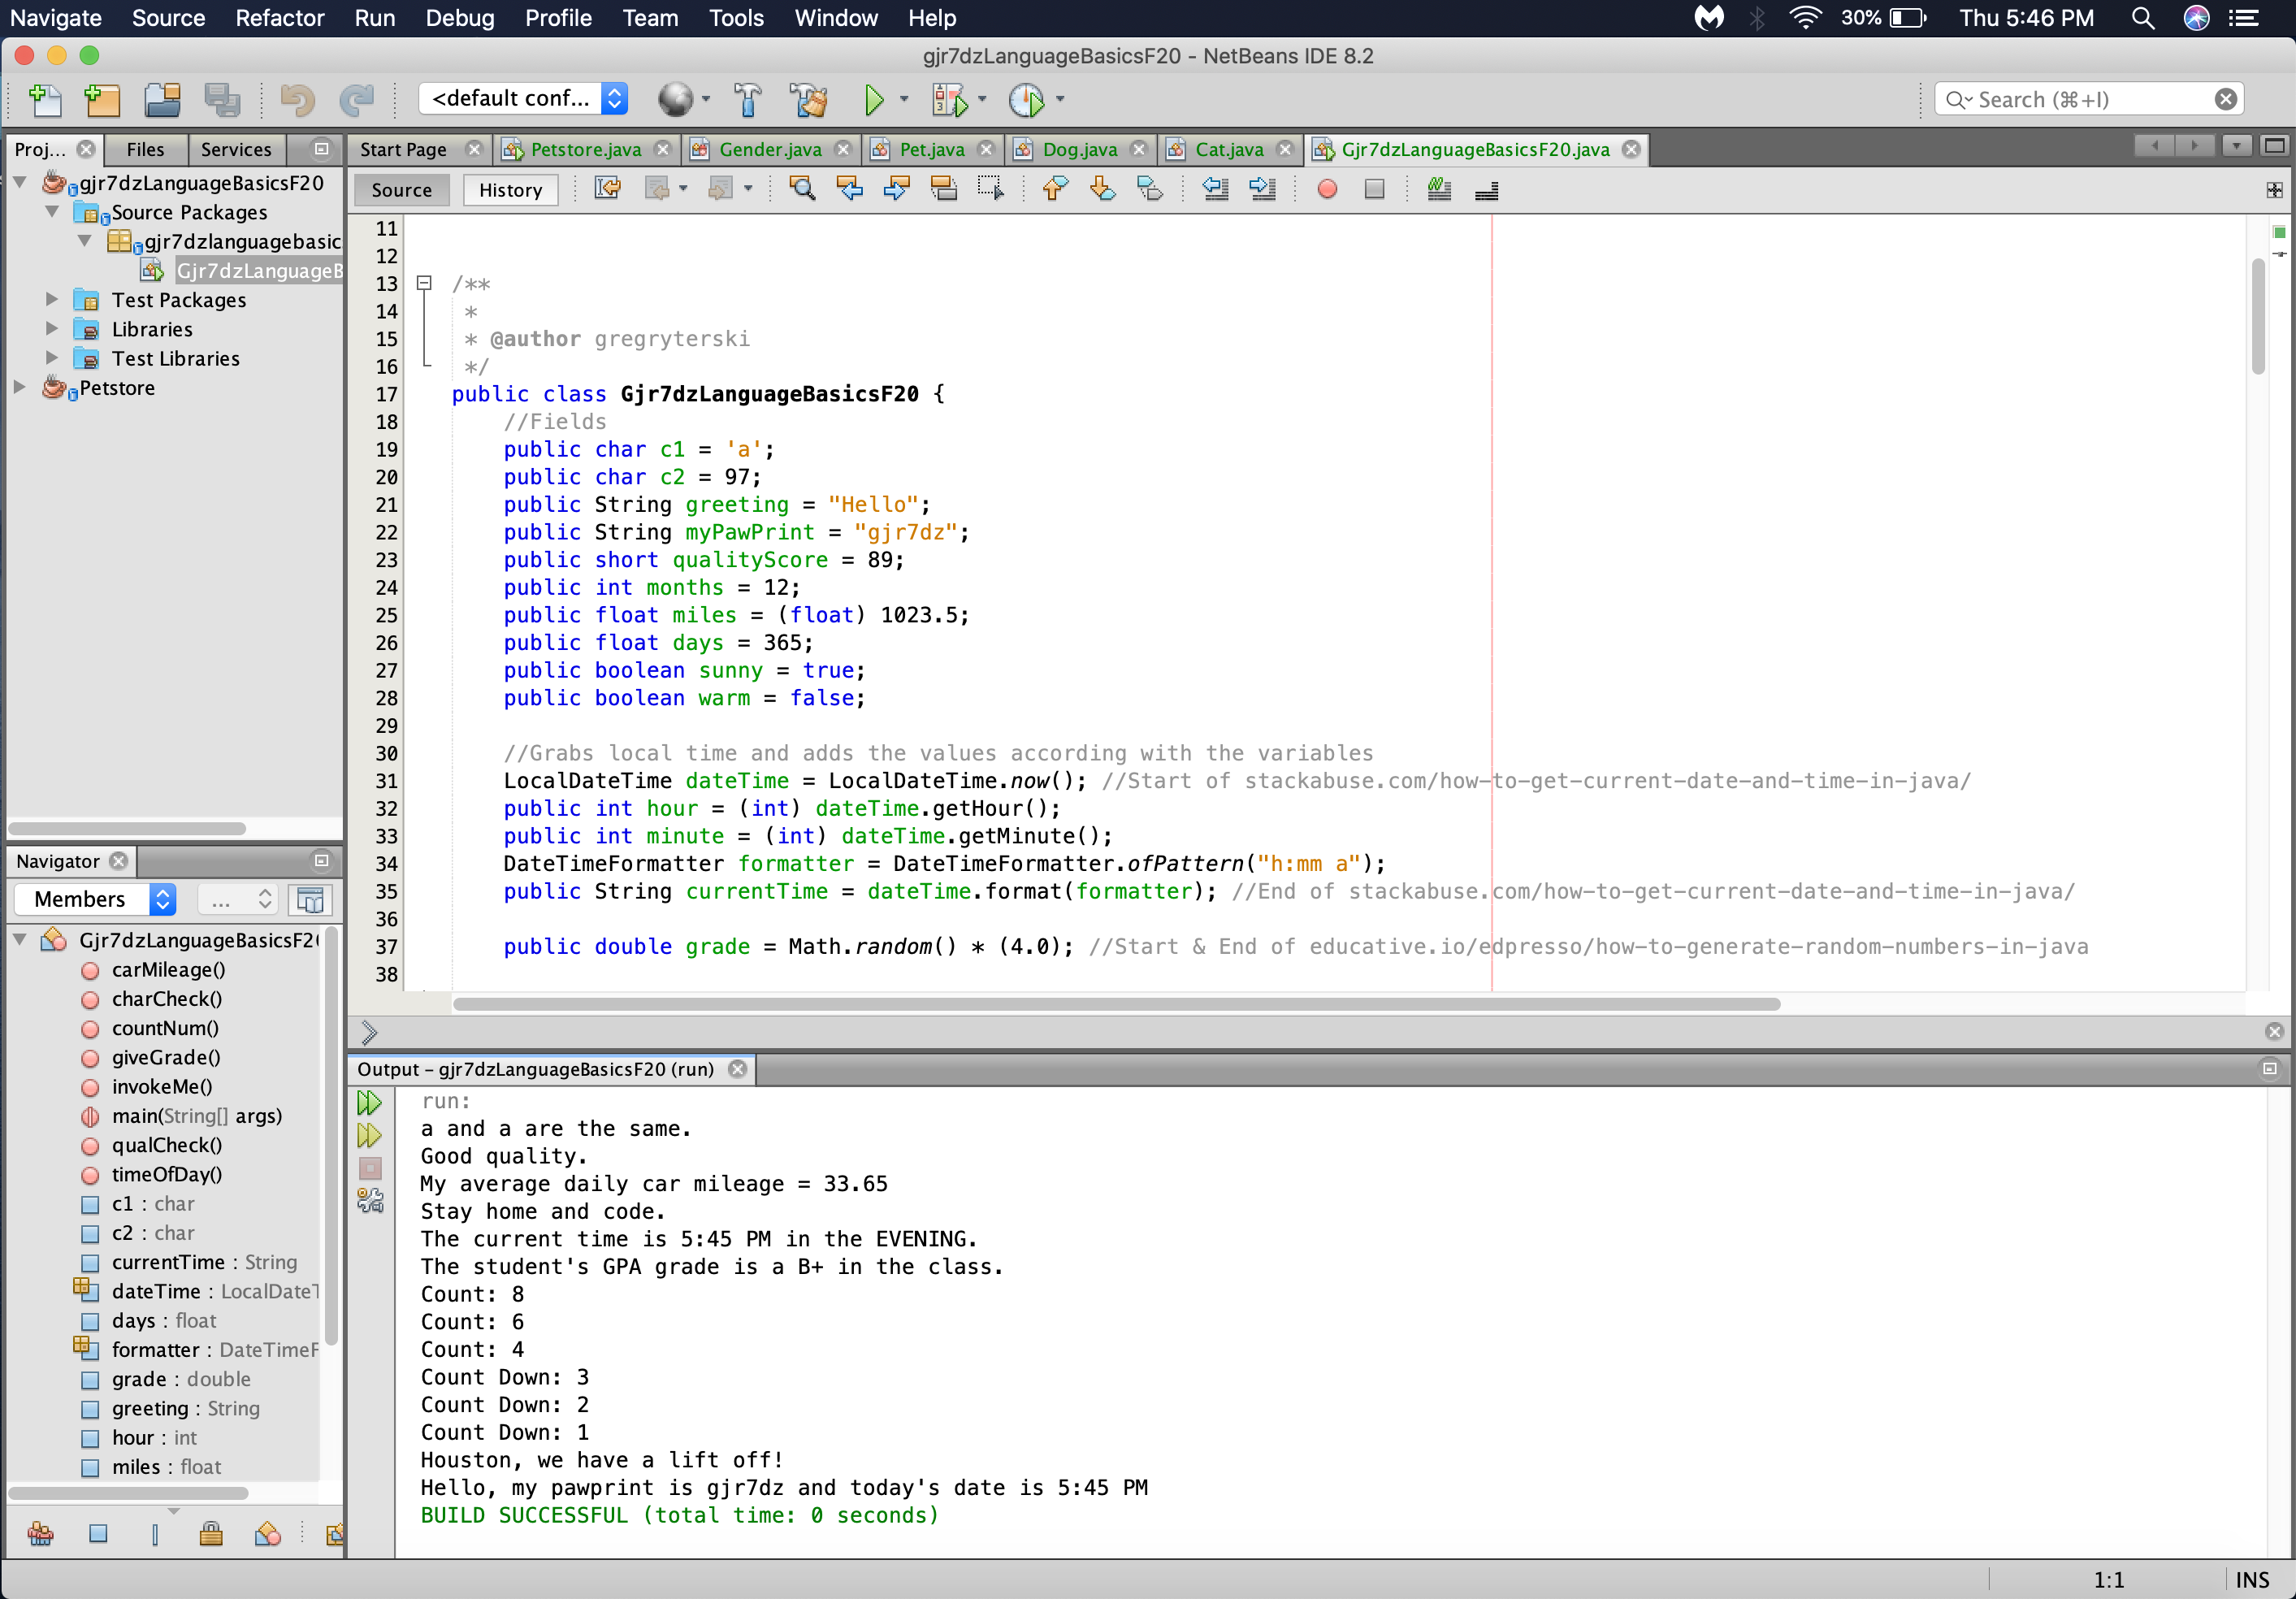 Navigate Source Refactor Run Debug Profile Team Tools Window Help 30% Thu 5:46 PM
gjr7dzLanguageBasicsF20 - NetBeans IDE 8.2
<default conf... Search (⌘+I)
Proj... Files Services
gjr7dzLanguageBasicsF20
Source Packages
gjr7dzlanguagebasic
Gjr7dzLanguageB
Test Packages
Libraries
Test Libraries
Petstore
Start Page Petstore.java Gender.java Pet.java Dog.java Cat.java Gjr7dzLanguageBasicsF20.java
Source History
11
12
13 /**
14 *
15 * @author gregryterski
16 */
17 public class Gjr7dzLanguageBasicsF20 {
18 //Fields
19 public char c1 = 'a';
20 public char c2 = 97;
21 public String greeting = "Hello";
22 public String myPawPrint = "gjr7dz";
23 public short qualityScore = 89;
24 public int months = 12;
25 public float miles = (float) 1023.5;
26 public float days = 365;
27 public boolean sunny = true;
28 public boolean warm = false;
29
30 //Grabs local time and adds the values according with the variables
31 LocalDateTime dateTime = LocalDateTime.now(); //Start of stackabuse.com/how-to-get-current-date-and-time-in-java/
32 public int hour = (int) dateTime.getHour();
33 public int minute = (int) dateTime.getMinute();
34 DateTimeFormatter formatter = DateTimeFormatter.ofPattern("h:mm a");
35 public String currentTime = dateTime.format(formatter); //End of stackabuse.com/how-to-get-current-date-and-time-in-java/
36
37 public double grade = Math.random() * (4.0); //Start & End of educative.io/edpresso/how-to-generate-random-numbers-in-java
38
Navigator
Members ...
Gjr7dzLanguageBasicsF2
carMileage()
charCheck()
countNum()
giveGrade()
invokeMe()
main(String[] args)
qualCheck()
timeOfDay()
c1 : char
c2 : char
currentTime : String
dateTime : LocalDateT
days : float
formatter : DateTimeF
grade : double
greeting : String
hour : int
miles : float
Output - gjr7dzLanguageBasicsF20 (run)
run:
a and a are the same.
Good quality.
My average daily car mileage = 33.65
Stay home and code.
The current time is 5:45 PM in the EVENING.
The student's GPA grade is a B+ in the class.
Count: 8
Count: 6
Count: 4
Count Down: 3
Count Down: 2
Count Down: 1
Houston, we have a lift off!
Hello, my pawprint is gjr7dz and today's date is 5:45 PM
BUILD SUCCESSFUL (total time: 0 seconds)
1:1 INS